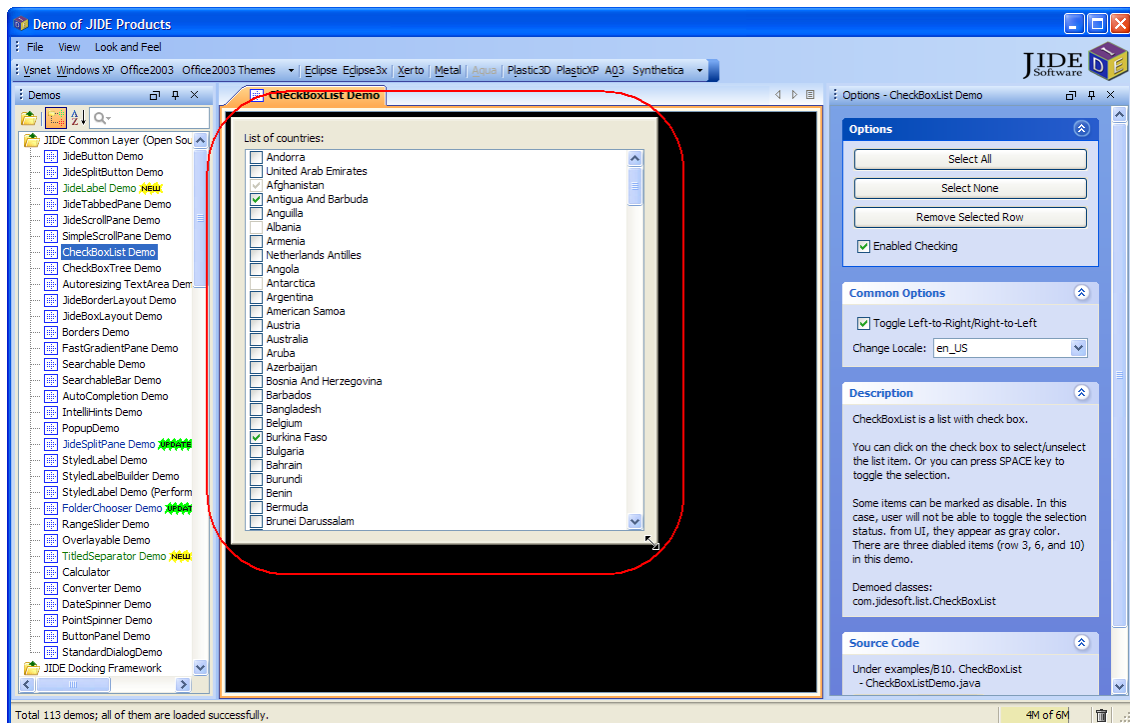 Demo of JIDE Products
File View Look and Feel
JIDE Software
Vsnet Windows XP Office2003 Office2003 Themes Eclipse Eclipse3x Xerto Metal Aqua Plastic3D PlasticXP A03 Synthetica
Demos
JIDE Common Layer (Open Sou
JideButton Demo
JideSplitButton Demo
JideLabel Demo NEW
JideTabbedPane Demo
JideScrollPane Demo
SimpleScrollPane Demo
CheckBoxList Demo
CheckBoxTree Demo
Autoresizing TextArea Dem
JideBorderLayout Demo
JideBoxLayout Demo
Borders Demo
FastGradientPane Demo
Searchable Demo
SearchableBar Demo
AutoCompletion Demo
IntelliHints Demo
PopupDemo
JideSplitPane Demo UPDATE
StyledLabel Demo
StyledLabelBuilder Demo
StyledLabel Demo (Perform
FolderChooser Demo UPDAT
RangeSlider Demo
Overlayable Demo
TitledSeparator Demo NEW
Calculator
Converter Demo
DateSpinner Demo
PointSpinner Demo
ButtonPanel Demo
StandardDialogDemo
JIDE Docking Framework
CheckBoxList Demo
List of countries:
Andorra
United Arab Emirates
Afghanistan
Antigua And Barbuda
Anguilla
Albania
Armenia
Netherlands Antilles
Angola
Antarctica
Argentina
American Samoa
Austria
Australia
Aruba
Azerbaijan
Bosnia And Herzegovina
Barbados
Bangladesh
Belgium
Burkina Faso
Bulgaria
Bahrain
Burundi
Benin
Bermuda
Brunei Darussalam
Options - CheckBoxList Demo
Options
Select All
Select None
Remove Selected Row
Enabled Checking
Common Options
Toggle Left-to-Right/Right-to-Left
Change Locale: en_US
Description
CheckBoxList is a list with check box.
You can click on the check box to select/unselect
the list item. Or you can press SPACE key to
toggle the selection.
Some items can be marked as disable. In this
case, user will not be able to toggle the selection
status. from UI, they appear as gray color.
There are three diabled items (row 3, 6, and 10)
in this demo.
Demoed classes:
com.jidesoft.list.CheckBoxList
Source Code
Under examples/B10. CheckBoxList
- CheckBoxListDemo.java
Total 113 demos; all of them are loaded successfully.
4M of 6M